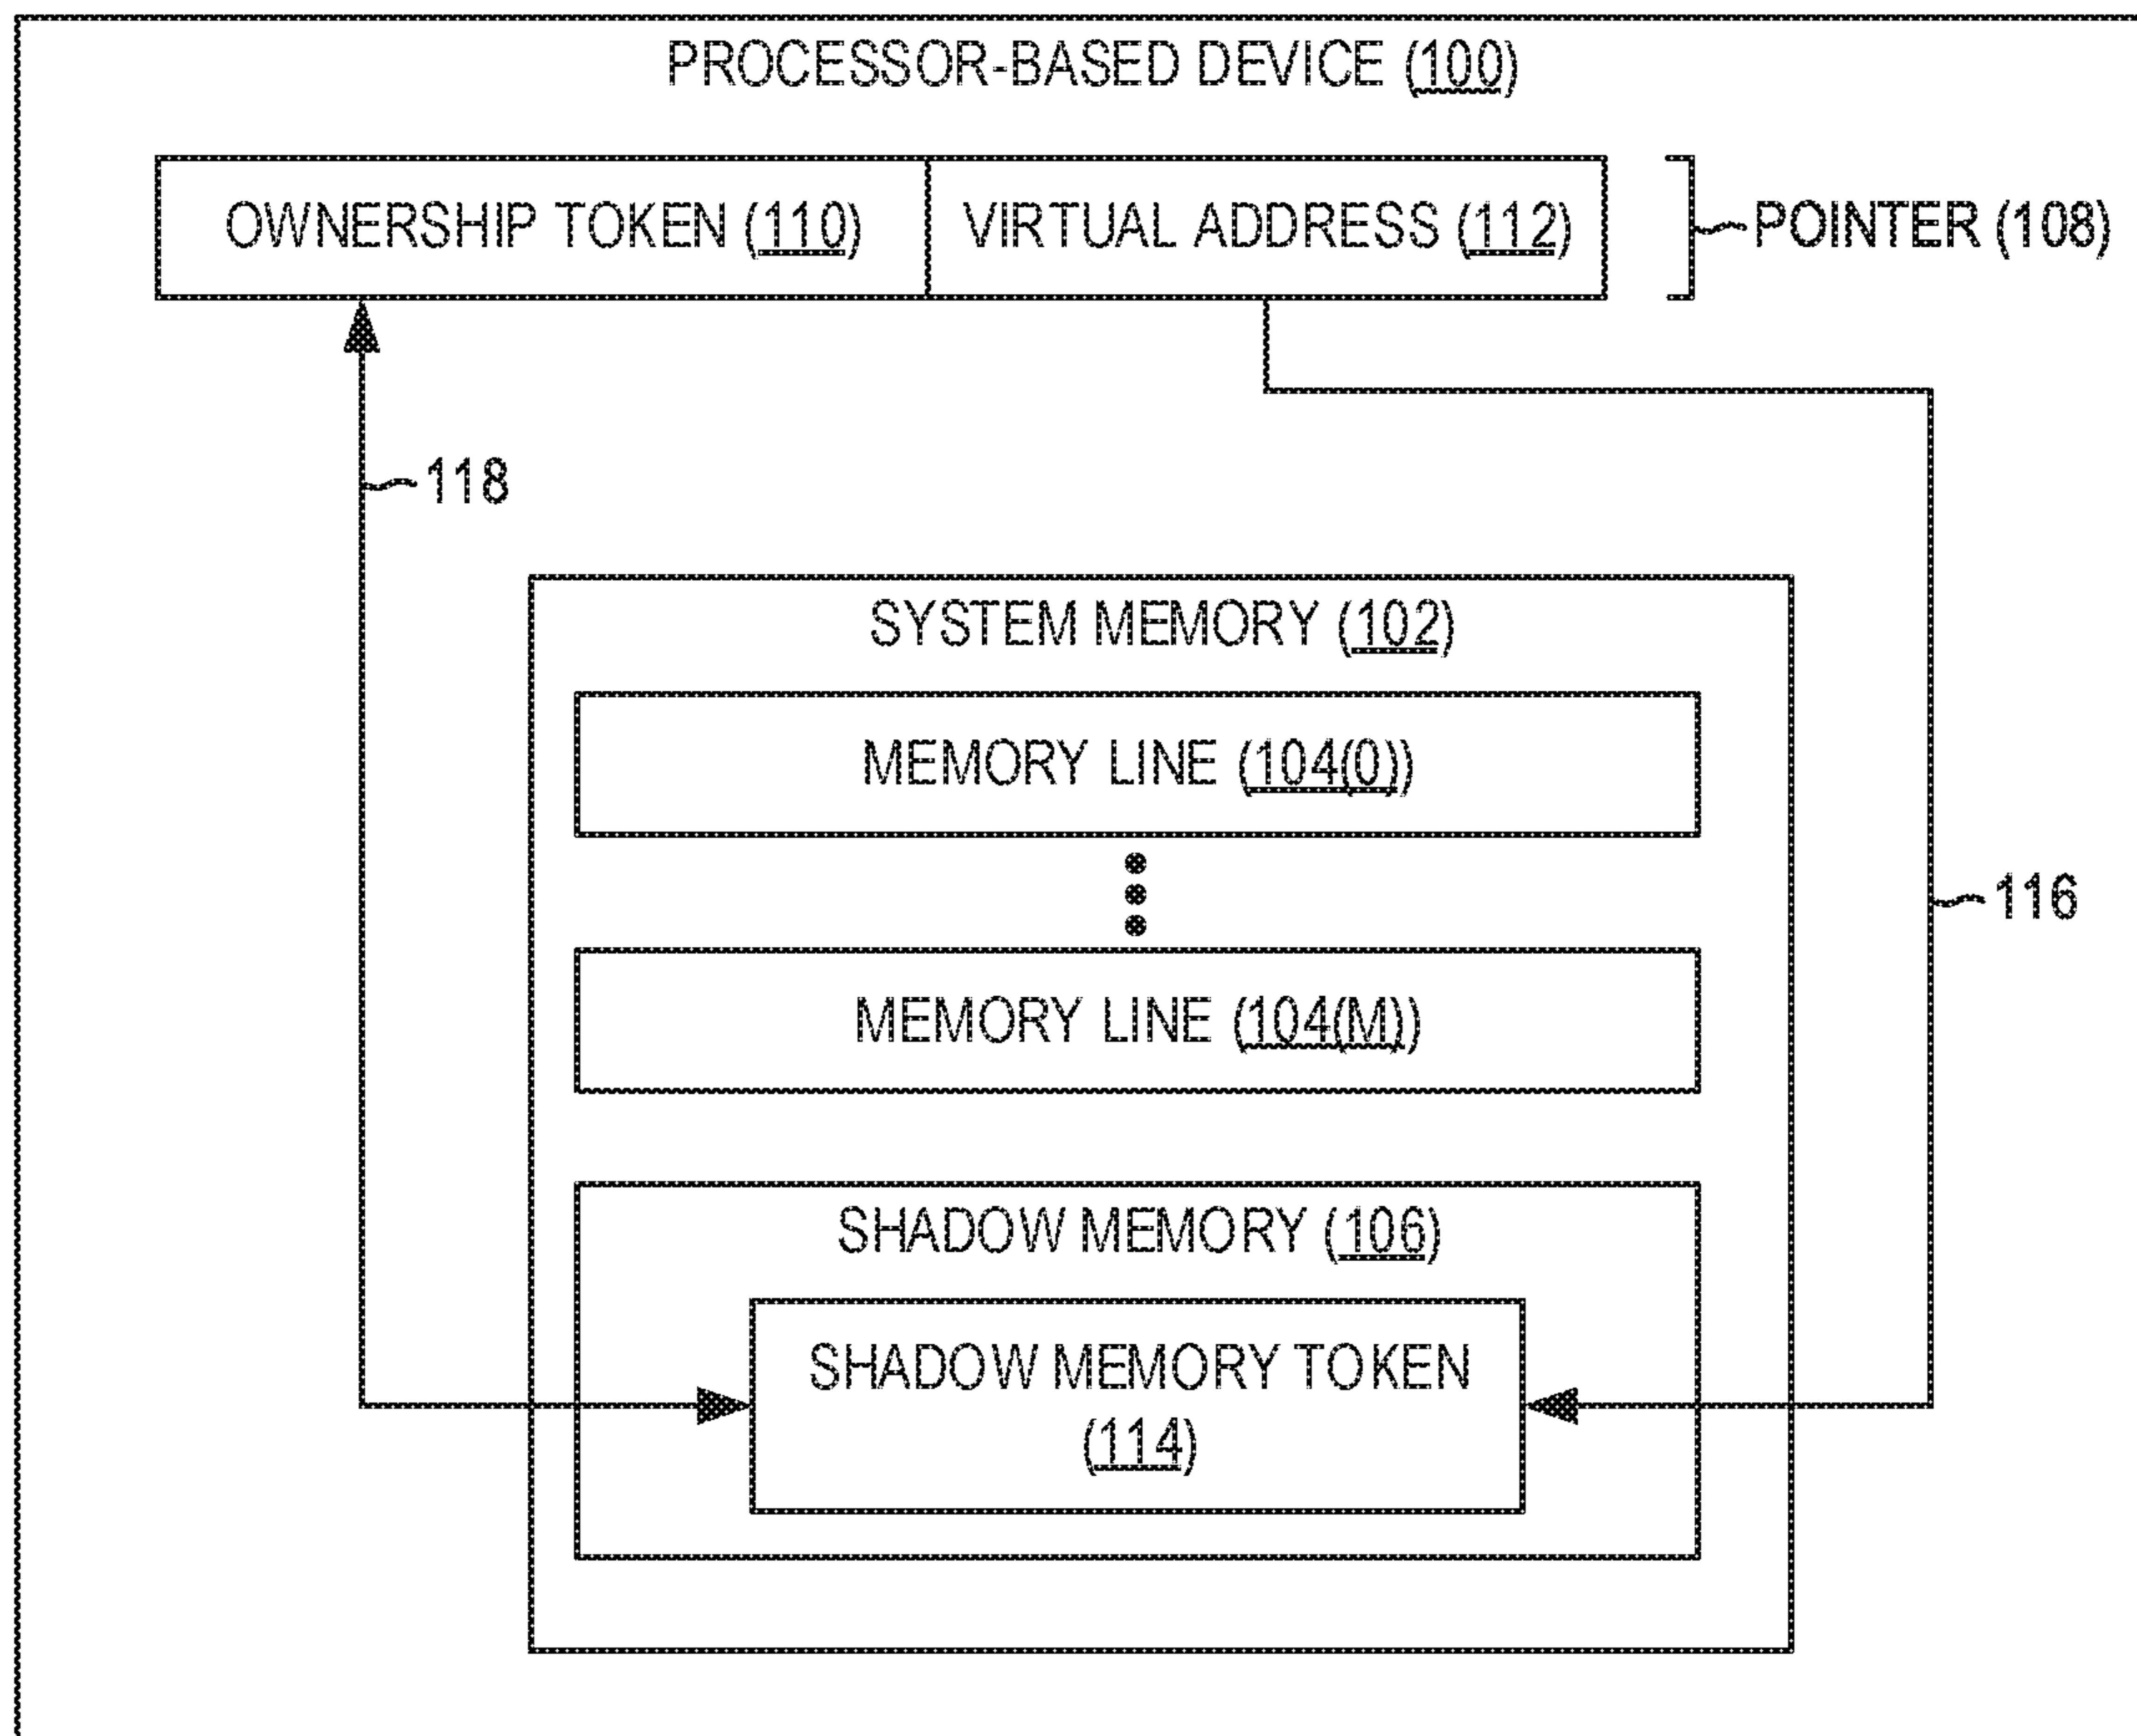 PROCESSOR-BASED DEVICE (100)
OWNERSHIP TOKEN (110)
VIRTUAL ADDRESS (112)
POINTER (108)
118
SYSTEM MEMORY (102)
MEMORY LINE (104(0))
116
MEMORY LINE (104(M))
SHADOW MEMORY (106)
SHADOW MEMORY TOKEN
(114)